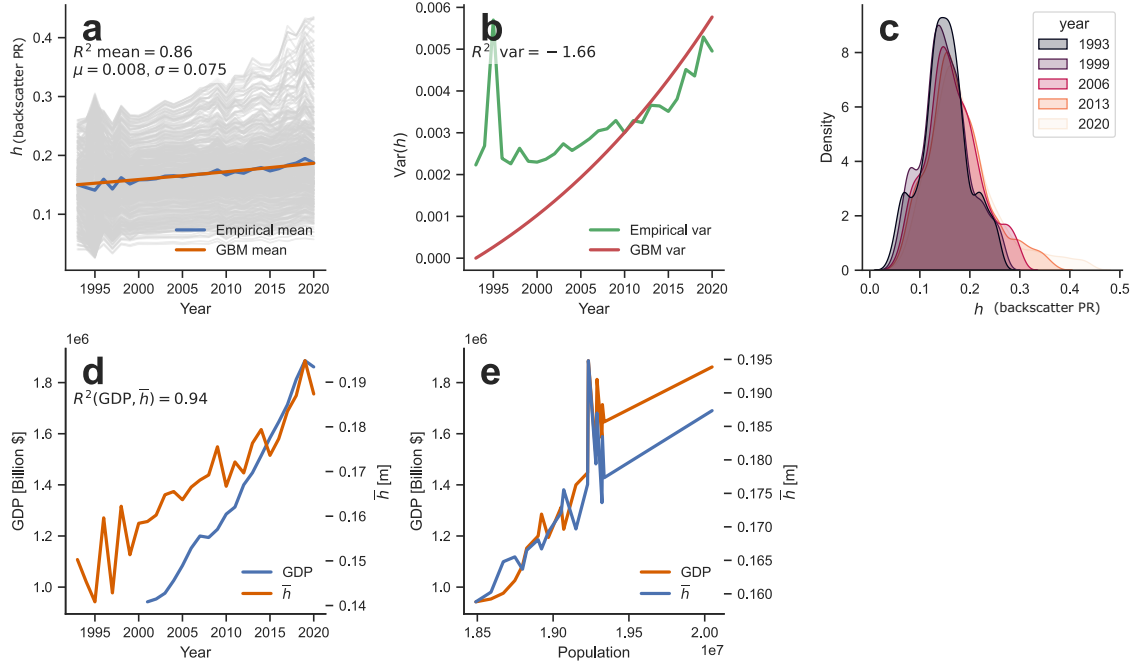 a
R² mean = 0.86
μ = 0.008, σ = 0.075
h (backscatter PR)
0.4
0.3
0.2
0.1
Empirical mean
GBM mean
1995 2000 2005 2010 2015 2020
Year
b
R² var = −1.66
Var(h)
0.006
0.005
0.004
0.003
0.002
0.001
0.000
Empirical var
GBM var
1995 2000 2005 2010 2015 2020
Year
c
year
1993
1999
2006
2013
2020
Density
8
6
4
2
0
0.0 0.1 0.2 0.3 0.4 0.5
h (backscatter PR)
1e6
d
R²(GDP, h̅) = 0.94
GDP [Billion $]
1.8
1.6
1.4
1.2
1.0
GDP
h̅
0.19
0.18
0.17
0.16
0.15
0.14
h̅ [m]
1995 2000 2005 2010 2015 2020
Year
1e6
e
GDP [Billion $]
1.8
1.6
1.4
1.2
1.0
GDP
h̅
0.195
0.190
0.185
0.180
0.175
0.170
0.165
0.160
h̅ [m]
1.85 1.90 1.95 2.00
Population
1e7